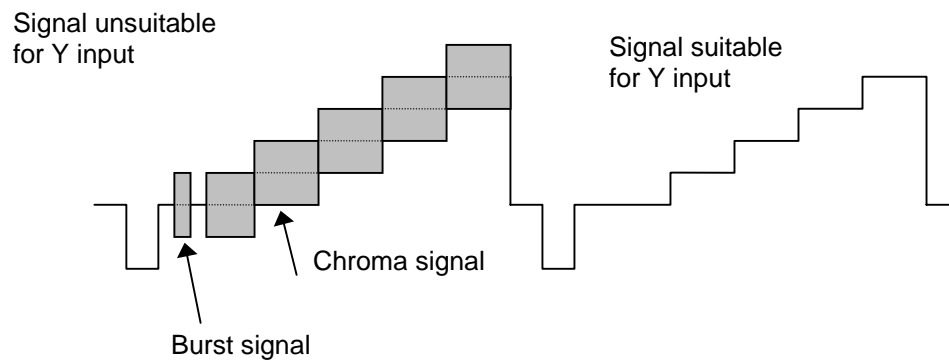 Signal unsuitable
for Y input
Signal suitable
for Y input
Chroma signal
Burst signal